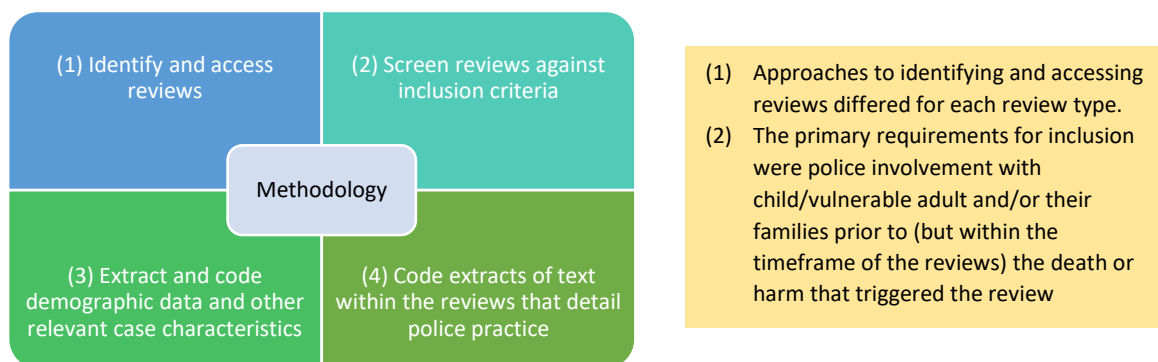 (1) Identify and access
reviews
(2) Screen reviews against
inclusion criteria
Methodology
(3) Extract and code
demographic data and other
relevant case characteristics
(4) Code extracts of text
within the reviews that detail
police practice
(1) Approaches to identifying and accessing
reviews differed for each review type.
(2) The primary requirements for inclusion
were police involvement with
child/vulnerable adult and/or their
families prior to (but within the
timeframe of the reviews) the death or
harm that triggered the review